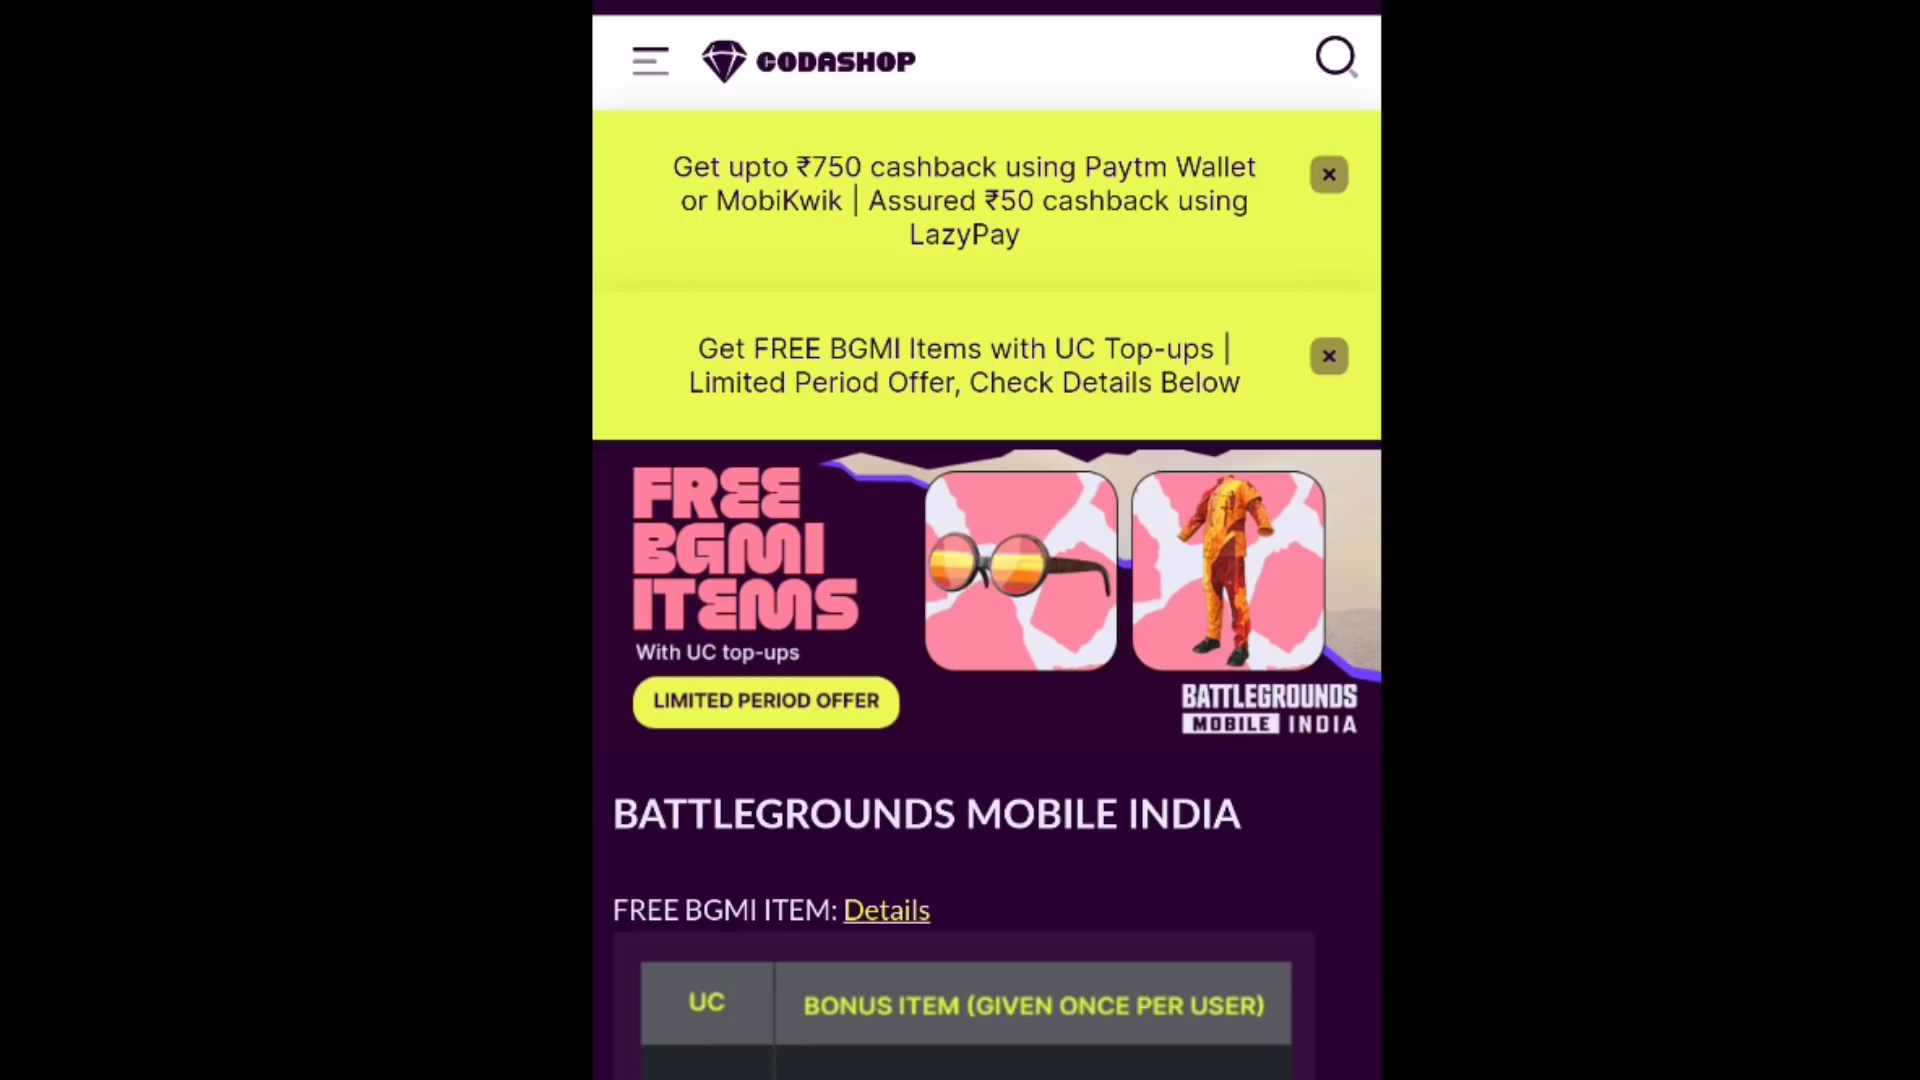 CODASHOP
Get upto ₹750 cashback using Paytm Wallet
or MobiKwik | Assured ₹50 cashback using
LazyPay
Get FREE BGMI Items with UC Top-ups |
Limited Period Offer, Check Details Below
FREE
BGMI
ITEMS
With UC top-ups
LIMITED PERIOD OFFER
BATTLEGROUNDS
MOBILE INDIA
BATTLEGROUNDS MOBILE INDIA
FREE BGMI ITEM: Details
UC BONUS ITEM (GIVEN ONCE PER USER)